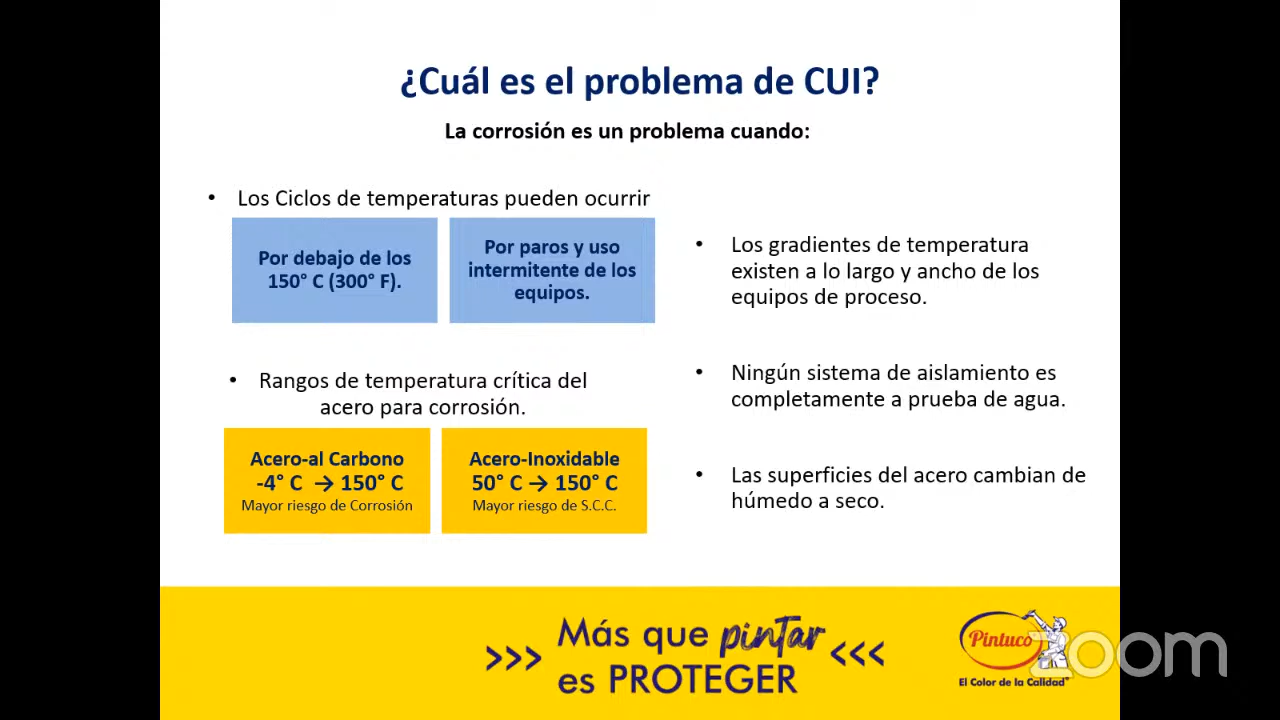 ¿Cuál es el problema de CUI?
La corrosión es un problema cuando:
• Los Ciclos de temperaturas pueden ocurrir
Por debajo de los
150° C (300° F).
Por paros y uso
intermitente de los
equipos.
• Rangos de temperatura crítica del
acero para corrosión.
Acero-al Carbono
-4° C → 150° C
Mayor riesgo de Corrosión
Acero-Inoxidable
50° C → 150° C
Mayor riesgo de S.C.C.
• Los gradientes de temperatura
existen a lo largo y ancho de los
equipos de proceso.
• Ningún sistema de aislamiento es
completamente a prueba de agua.
• Las superficies del acero cambian de
húmedo a seco.
>>> Más que pintar <<<
es PROTEGER
Pintuco
El Color de la Calidad®
zoom